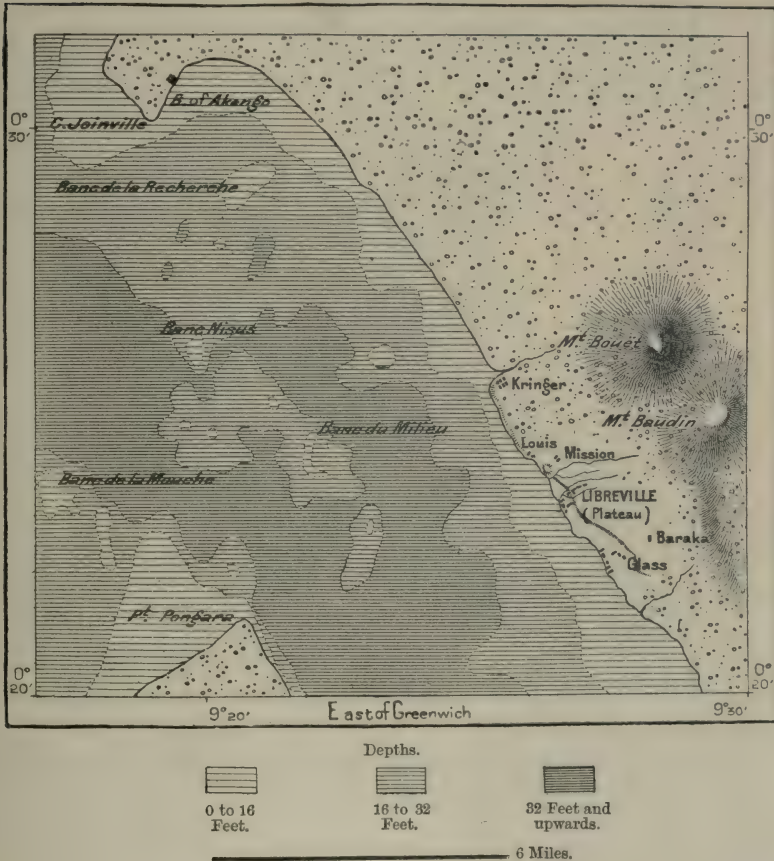 B. of Akango
C. Joinville
0°
30'
0°
30'
Banc de la Recherche
Banc Nisus
Mt Bouët
Kringer
Mt Baudin
Banc du Milieu
Louis
Mission
Banc de la Mouche
LIBREVILLE
(Plateau)
Baraka
Glass
Pt. Pongara
0°
20'
0°
20'
9°20'
East of Greenwich
9°30'
Depths.
0 to 16
Feet.
16 to 32
Feet.
32 Feet and
upwards.
6 Miles.